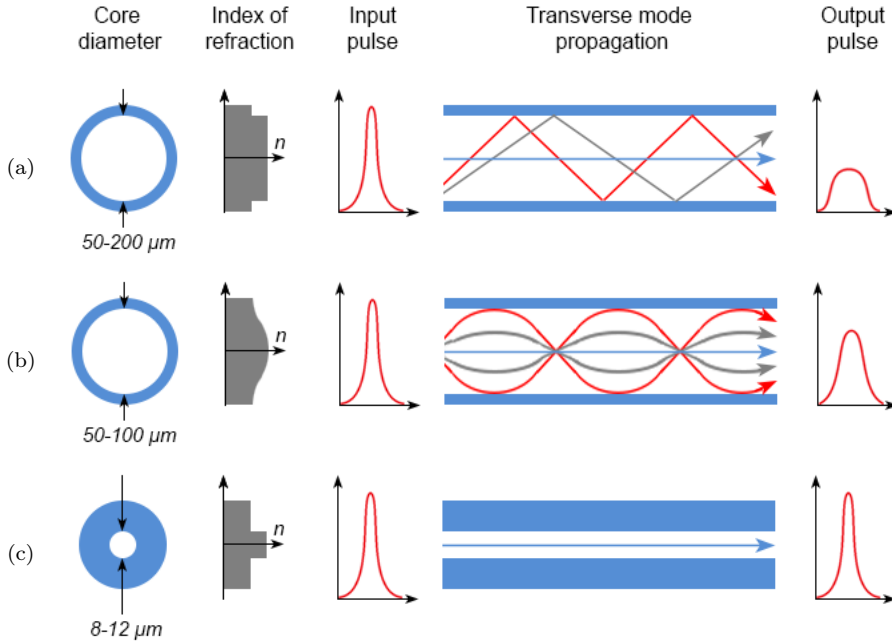 Core diameter
Index of refraction
Input pulse
Transverse mode propagation
Output pulse
(a)
n
50-200 μm
(b)
n
50-100 μm
(c)
n
8-12 μm